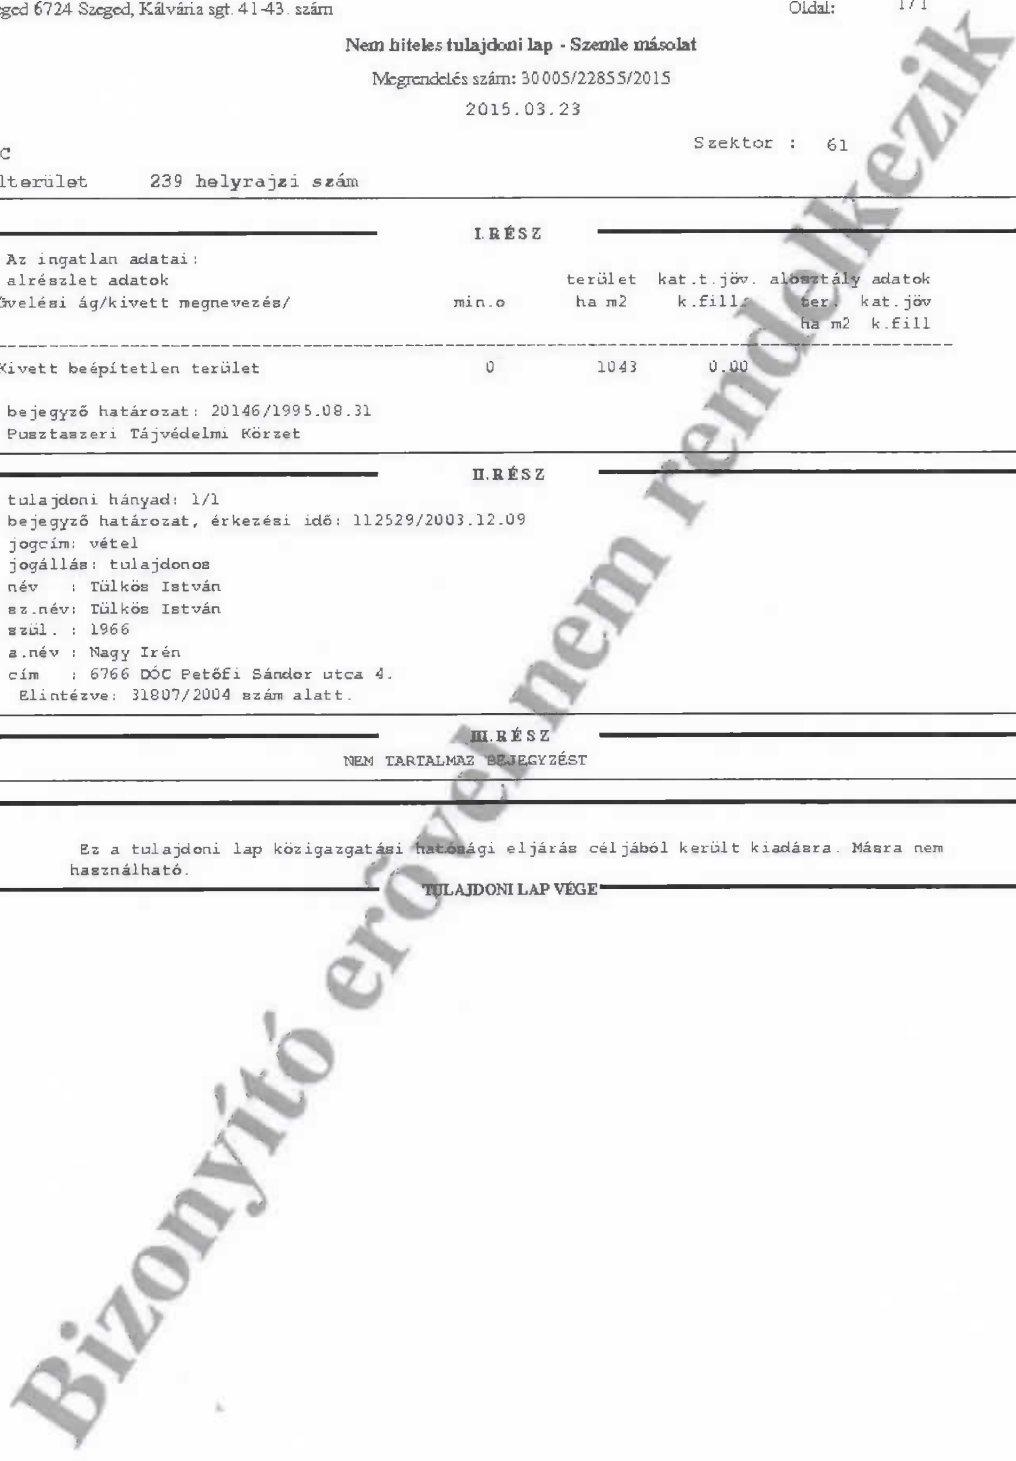 eged 6724 Szeged, Kálvária sgt. 41-43. szám
Oldal: 1/1
Nem hiteles tulajdoni lap - Szemle másolat
Megrendelés szám: 30005/22855/2015
2015.03.23
C
Szektor : 61
lterület 239 helyrajzi szám
I.RÉSZ
Az ingatlan adatai:
alrészlet adatok terület kat.t.jöv. alosztály adatok
űvelési ág/kivett megnevezés/ min.o ha m2 k.fill. ter. kat.jöv
ha m2 k.fill
Kivett beépítetlen terület 0 1043 0.00
bejegyző határozat: 20146/1995.08.31
Pusztaszeri Tájvédelmi Körzet
II.RÉSZ
tulajdoni hányad: 1/1
bejegyző határozat, érkezési idő: 112529/2003.12.09
jogcím: vétel
jogállás: tulajdonos
név : Tülkös István
sz.név: Tülkös István
szül. : 1966
a.név : Nagy Irén
cím : 6766 DÓC Petőfi Sándor utca 4.
Elintézve: 31807/2004 szám alatt.
III.RÉSZ
NEM TARTALMAZ BEJEGYZÉST
Ez a tulajdoni lap közigazgatási hatósági eljárás céljából került kiadásra. Másra nem
használható.
TULAJDONI LAP VÉGE
Bizonyító erővel nem rendelkezik